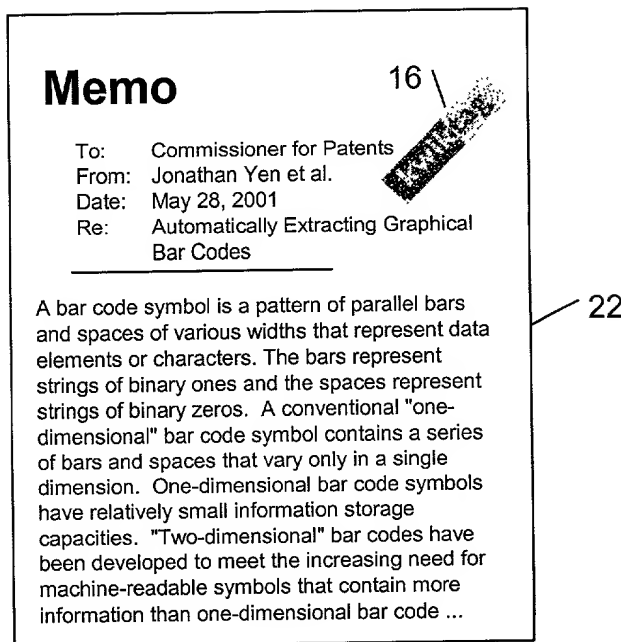 Memo
16
To: Commissioner for Patents
From: Jonathan Yen et al.
Date: May 28, 2001
Re: Automatically Extracting Graphical
Bar Codes
A bar code symbol is a pattern of parallel bars
and spaces of various widths that represent data
elements or characters. The bars represent
strings of binary ones and the spaces represent
strings of binary zeros. A conventional "one-
dimensional" bar code symbol contains a series
of bars and spaces that vary only in a single
dimension. One-dimensional bar code symbols
have relatively small information storage
capacities. "Two-dimensional" bar codes have
been developed to meet the increasing need for
machine-readable symbols that contain more
information than one-dimensional bar code ...
22